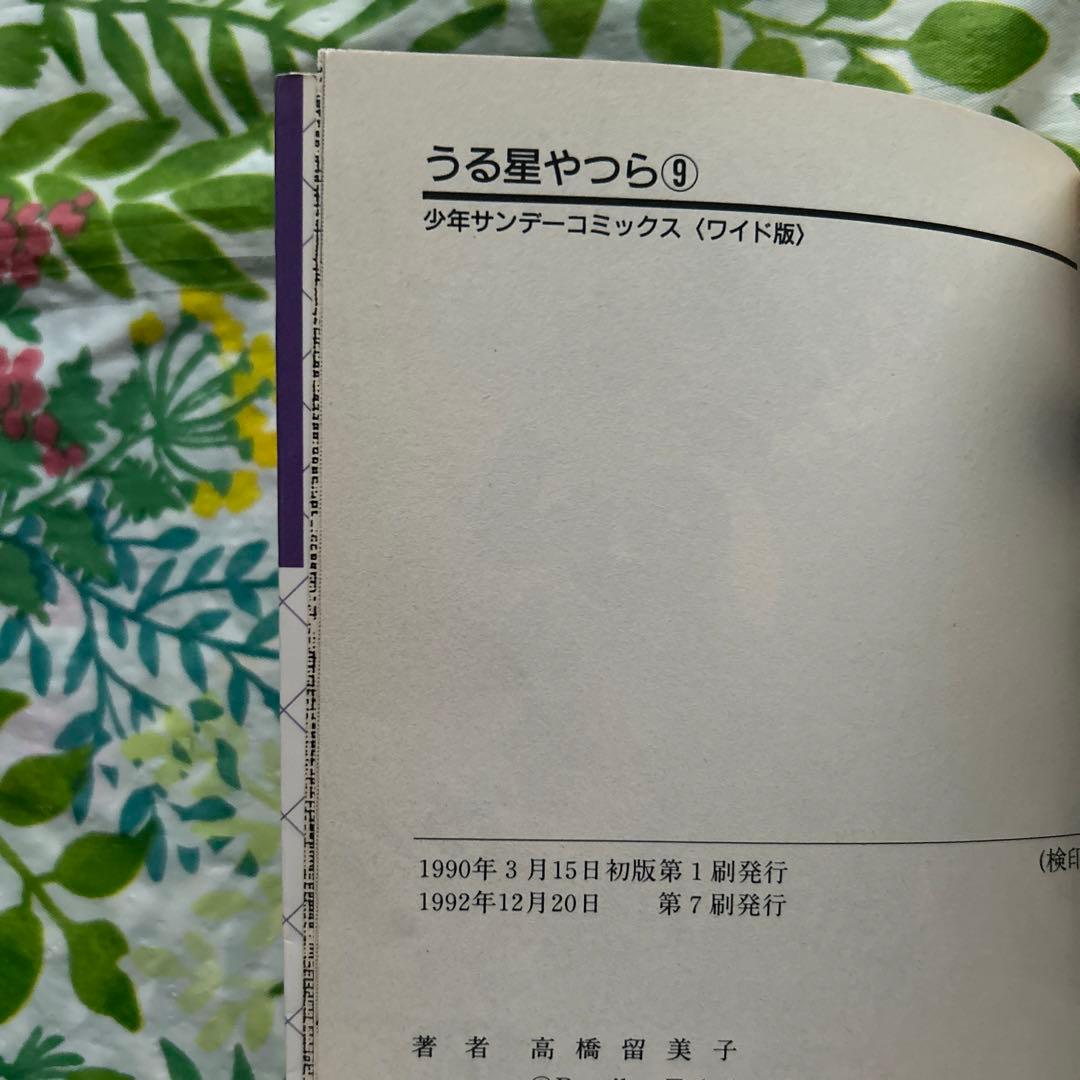 うる星やつら⑨
少年サンデーコミックス〈ワイド版〉
(検印
1990年3月15日初版第1刷発行
1992年12月20日　第7刷発行
著者　高橋留美子